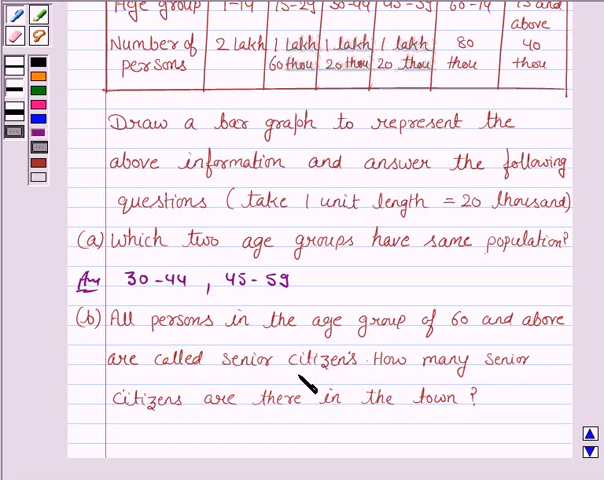 Age group 1-14 15-29 30-44 45-59 60-74 75 and above
Number of persons 2 Lakh 1 lakh 60 thou 1 lakh 20 thou 1 lakh 20 thou 80 thou 40 thou
Draw a bar graph to represent the
above information and answer the following
questions (take 1 unit length = 20 thousand)
(a) Which two age groups have same population?
Ans 30-44 , 45-59
(b) All persons in the age group of 60 and above
are called senior citizen's. How many senior
citizens are there in the town ?